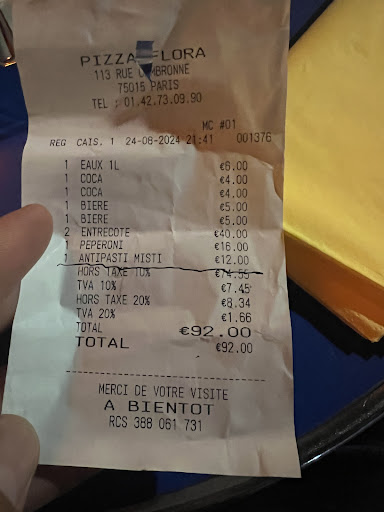 PIZZA FLORA
113 RUE CAMBRONNE
75015 PARIS
TEL : 01.42.73.09.90
MC #01
REG CAIS. 1 24-06-2024 21:41 001376
1 EAUX 1L €6.00
1 COCA €4.00
1 COCA €4.00
1 BIERE €5.00
1 BIERE €5.00
2 ENTRECOTE €40.00
1 PEPERONI €16.00
1 ANTIPASTI MISTI €12.00
HORS TAXE 10% €74.55
TVA 10% €7.45
HORS TAXE 20% €8.34
TVA 20% €1.66
TOTAL €92.00
TOTAL €92.00
MERCI DE VOTRE VISITE
A BIENTOT
RCS 388 061 731